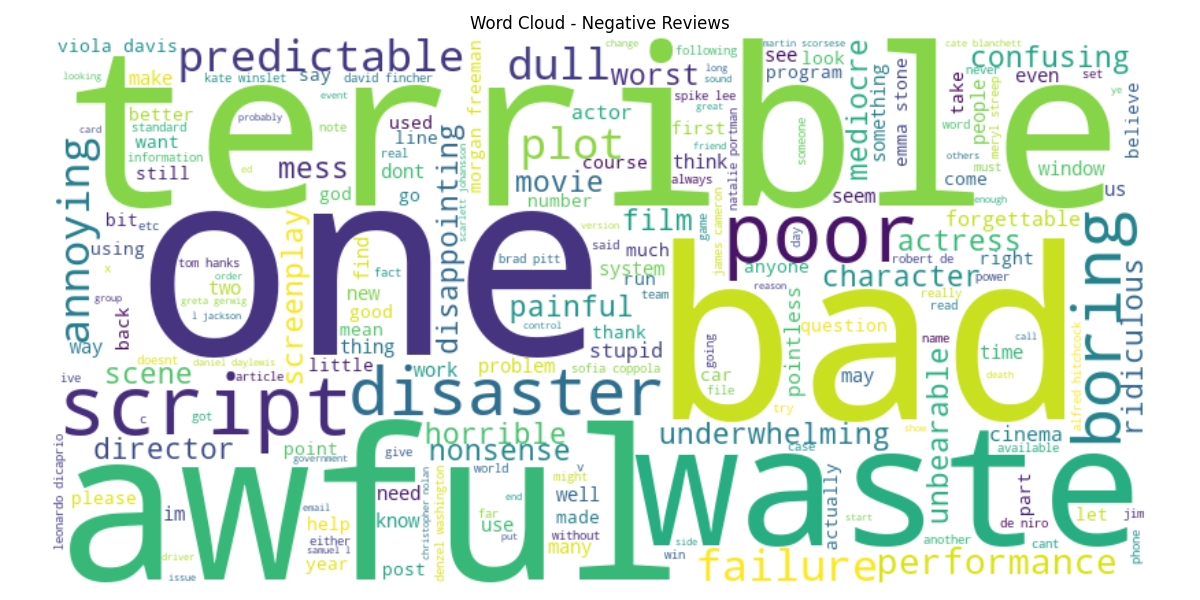 Word Cloud - Negative Reviews
viola davis
predictable
dull
worst
terrible
looking
make
kate winslet
say
david fincher
morgan freeman
change
following
spike lee
long
sound
great
martin scorsese
see
look
program
mediocre
something
emma stone
cate blanchett
confusing
never
even
set
take
people
meryl streep
believe
ye
better
event
standard
want
card
information
still
probably
note
used
line
real
dont
actor
plot
first
course
think
friend
always
natalie portman
someone
word
others
must
window
come
us
annoying
mess
god
go
disappointing
scarlett johansson
movie
number
seem
enough
ed
one
bit
etc
using
x
group
back
way
tom hanks
order
two
greta gerwig
l jackson
screenplay
find
fact
new
good
mean
thing
brad pitt
version
film
said
much
system
run
team
painful
control
thank
stupid
game
james cameron
poor
day
anyone
actress
character
forgettable
robert de
right
power
reason
really
read
boring
ridiculous
bad
pointless
question
going
car
file
may
name
time
call
death
alfred hitchcock
doesnt
daniel daylewis
ive
scene
article
little
work
problem
sofia coppola
script
c
got
disaster
try
show
unbearable
director
point
government
give
horrible
nonsense
underwhelming
case
cinema
available
leonardo dicaprio
awful
waste
please
im
email
help
either
samuel l
year
driver
issue
need
know
post
christopher nolan
denzel washington
world
end
far
use
put
v
might
well
made
without
many
side
win
failure
performance
actually
start
another
de niro
part
cant
let
jim
phone